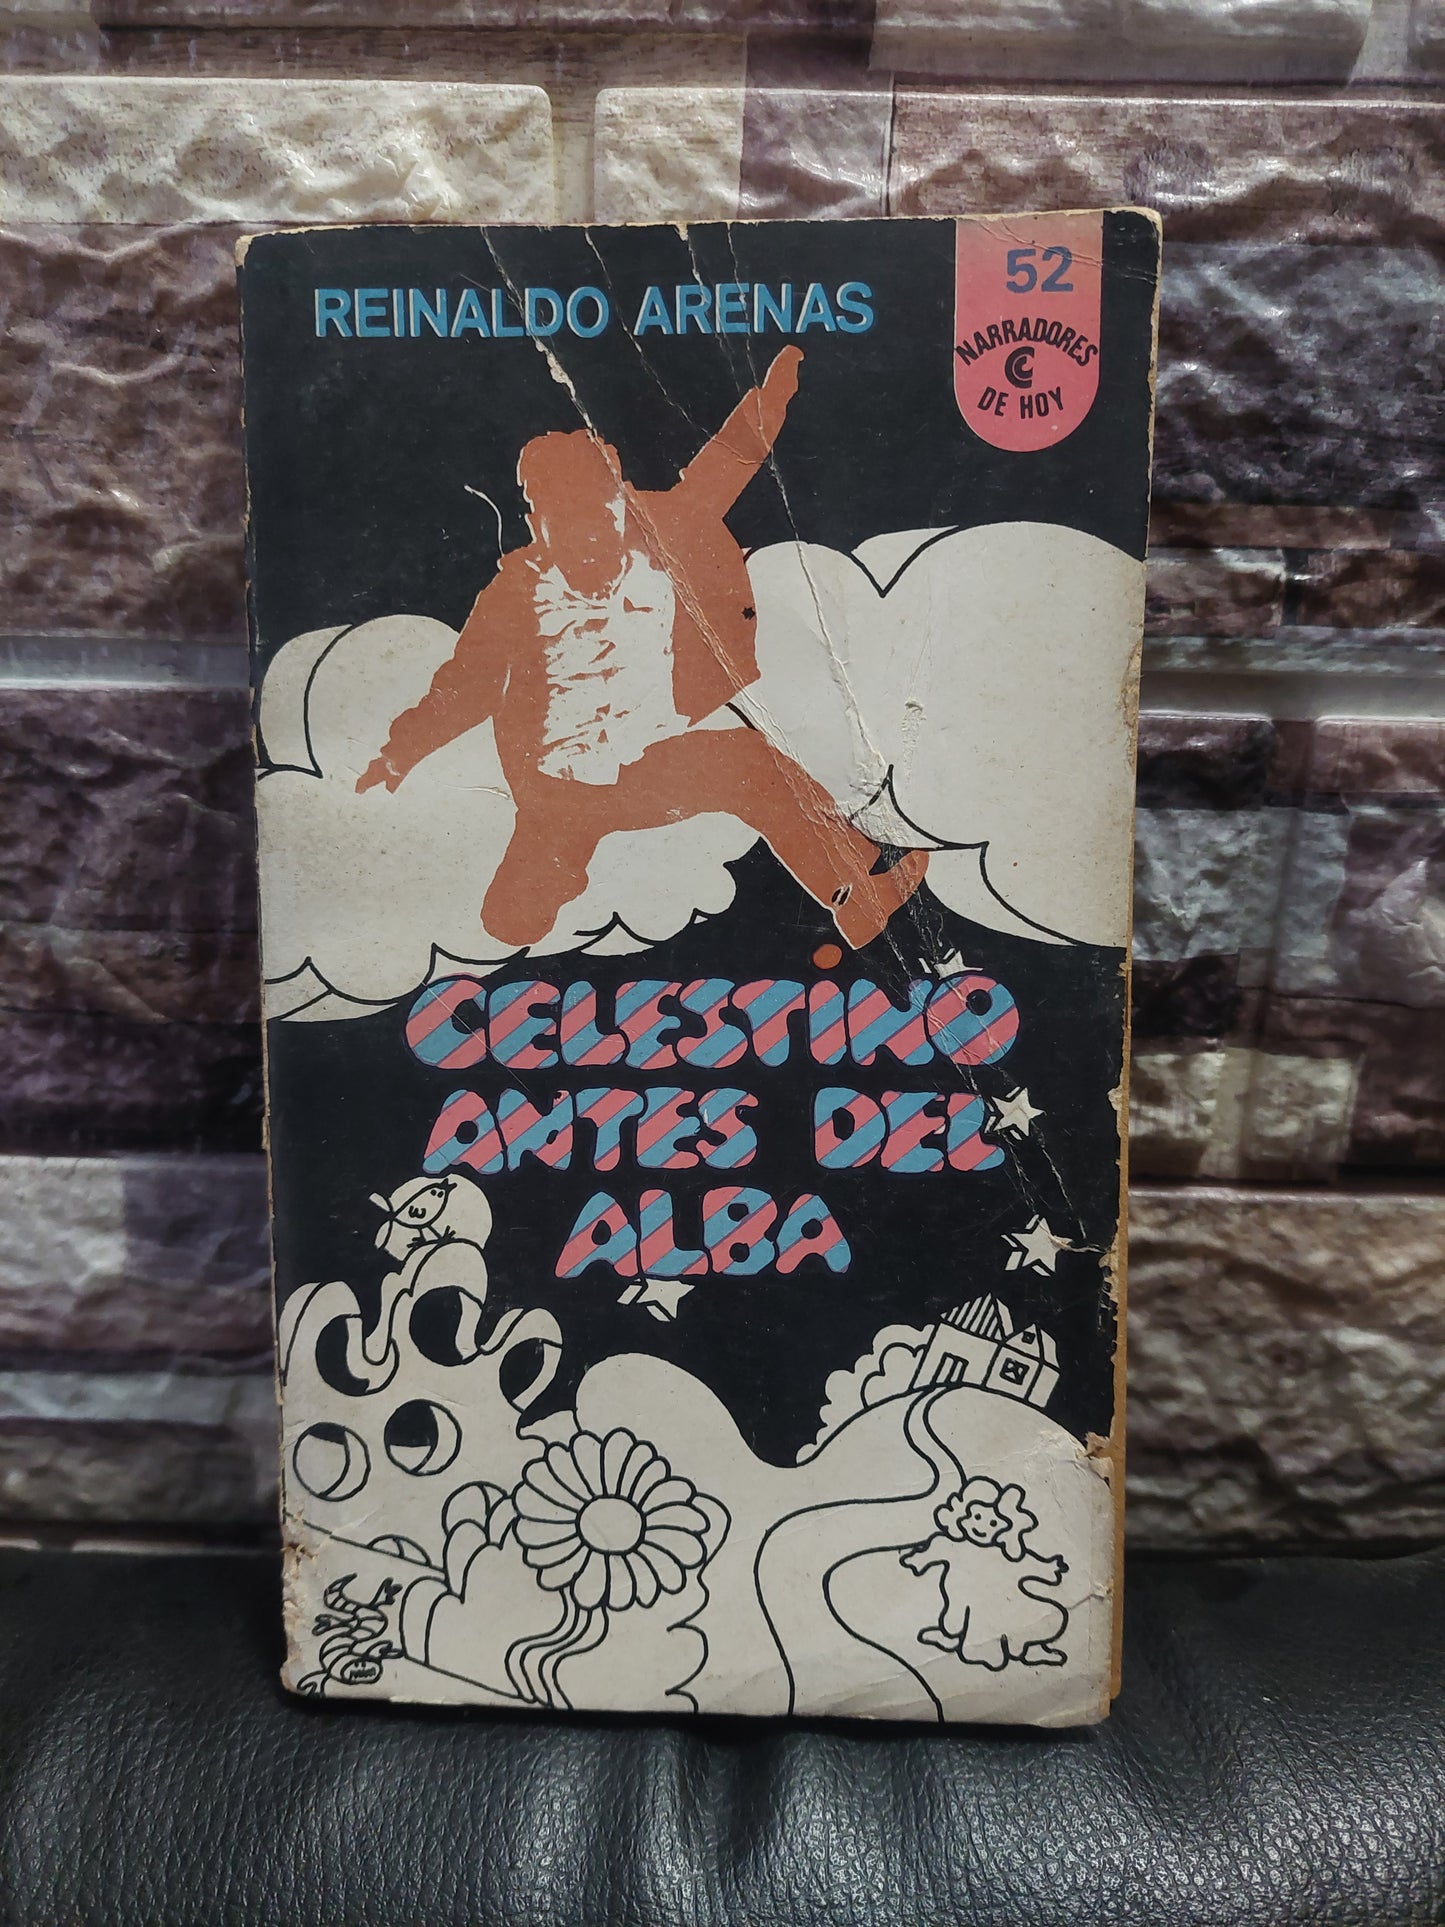 REINALDO ARENAS
52
NARRADORES
DE HOY
CELESTINO
ANTES DEL
ALBA